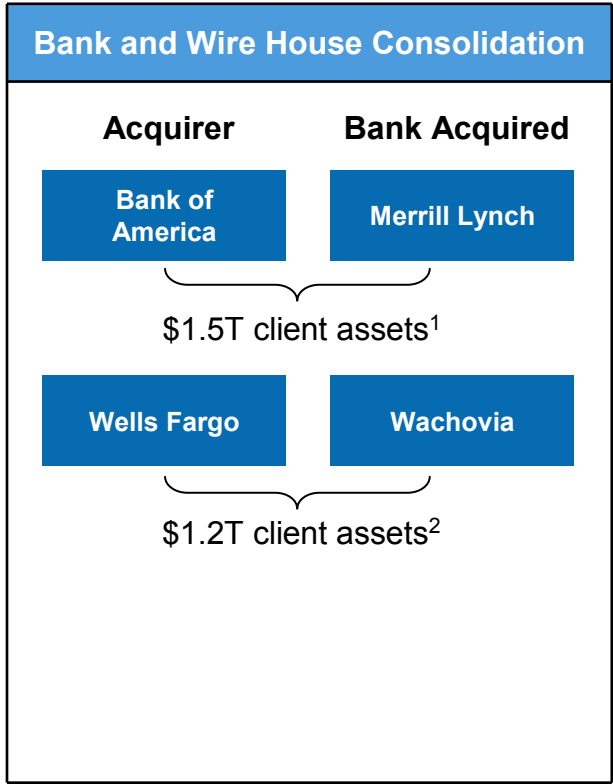 Bank and Wire House Consolidation
Acquirer
Bank Acquired
Bank of
America
Merrill Lynch
$1.5T client assets¹
Wells Fargo
Wachovia
$1.2T client assets²